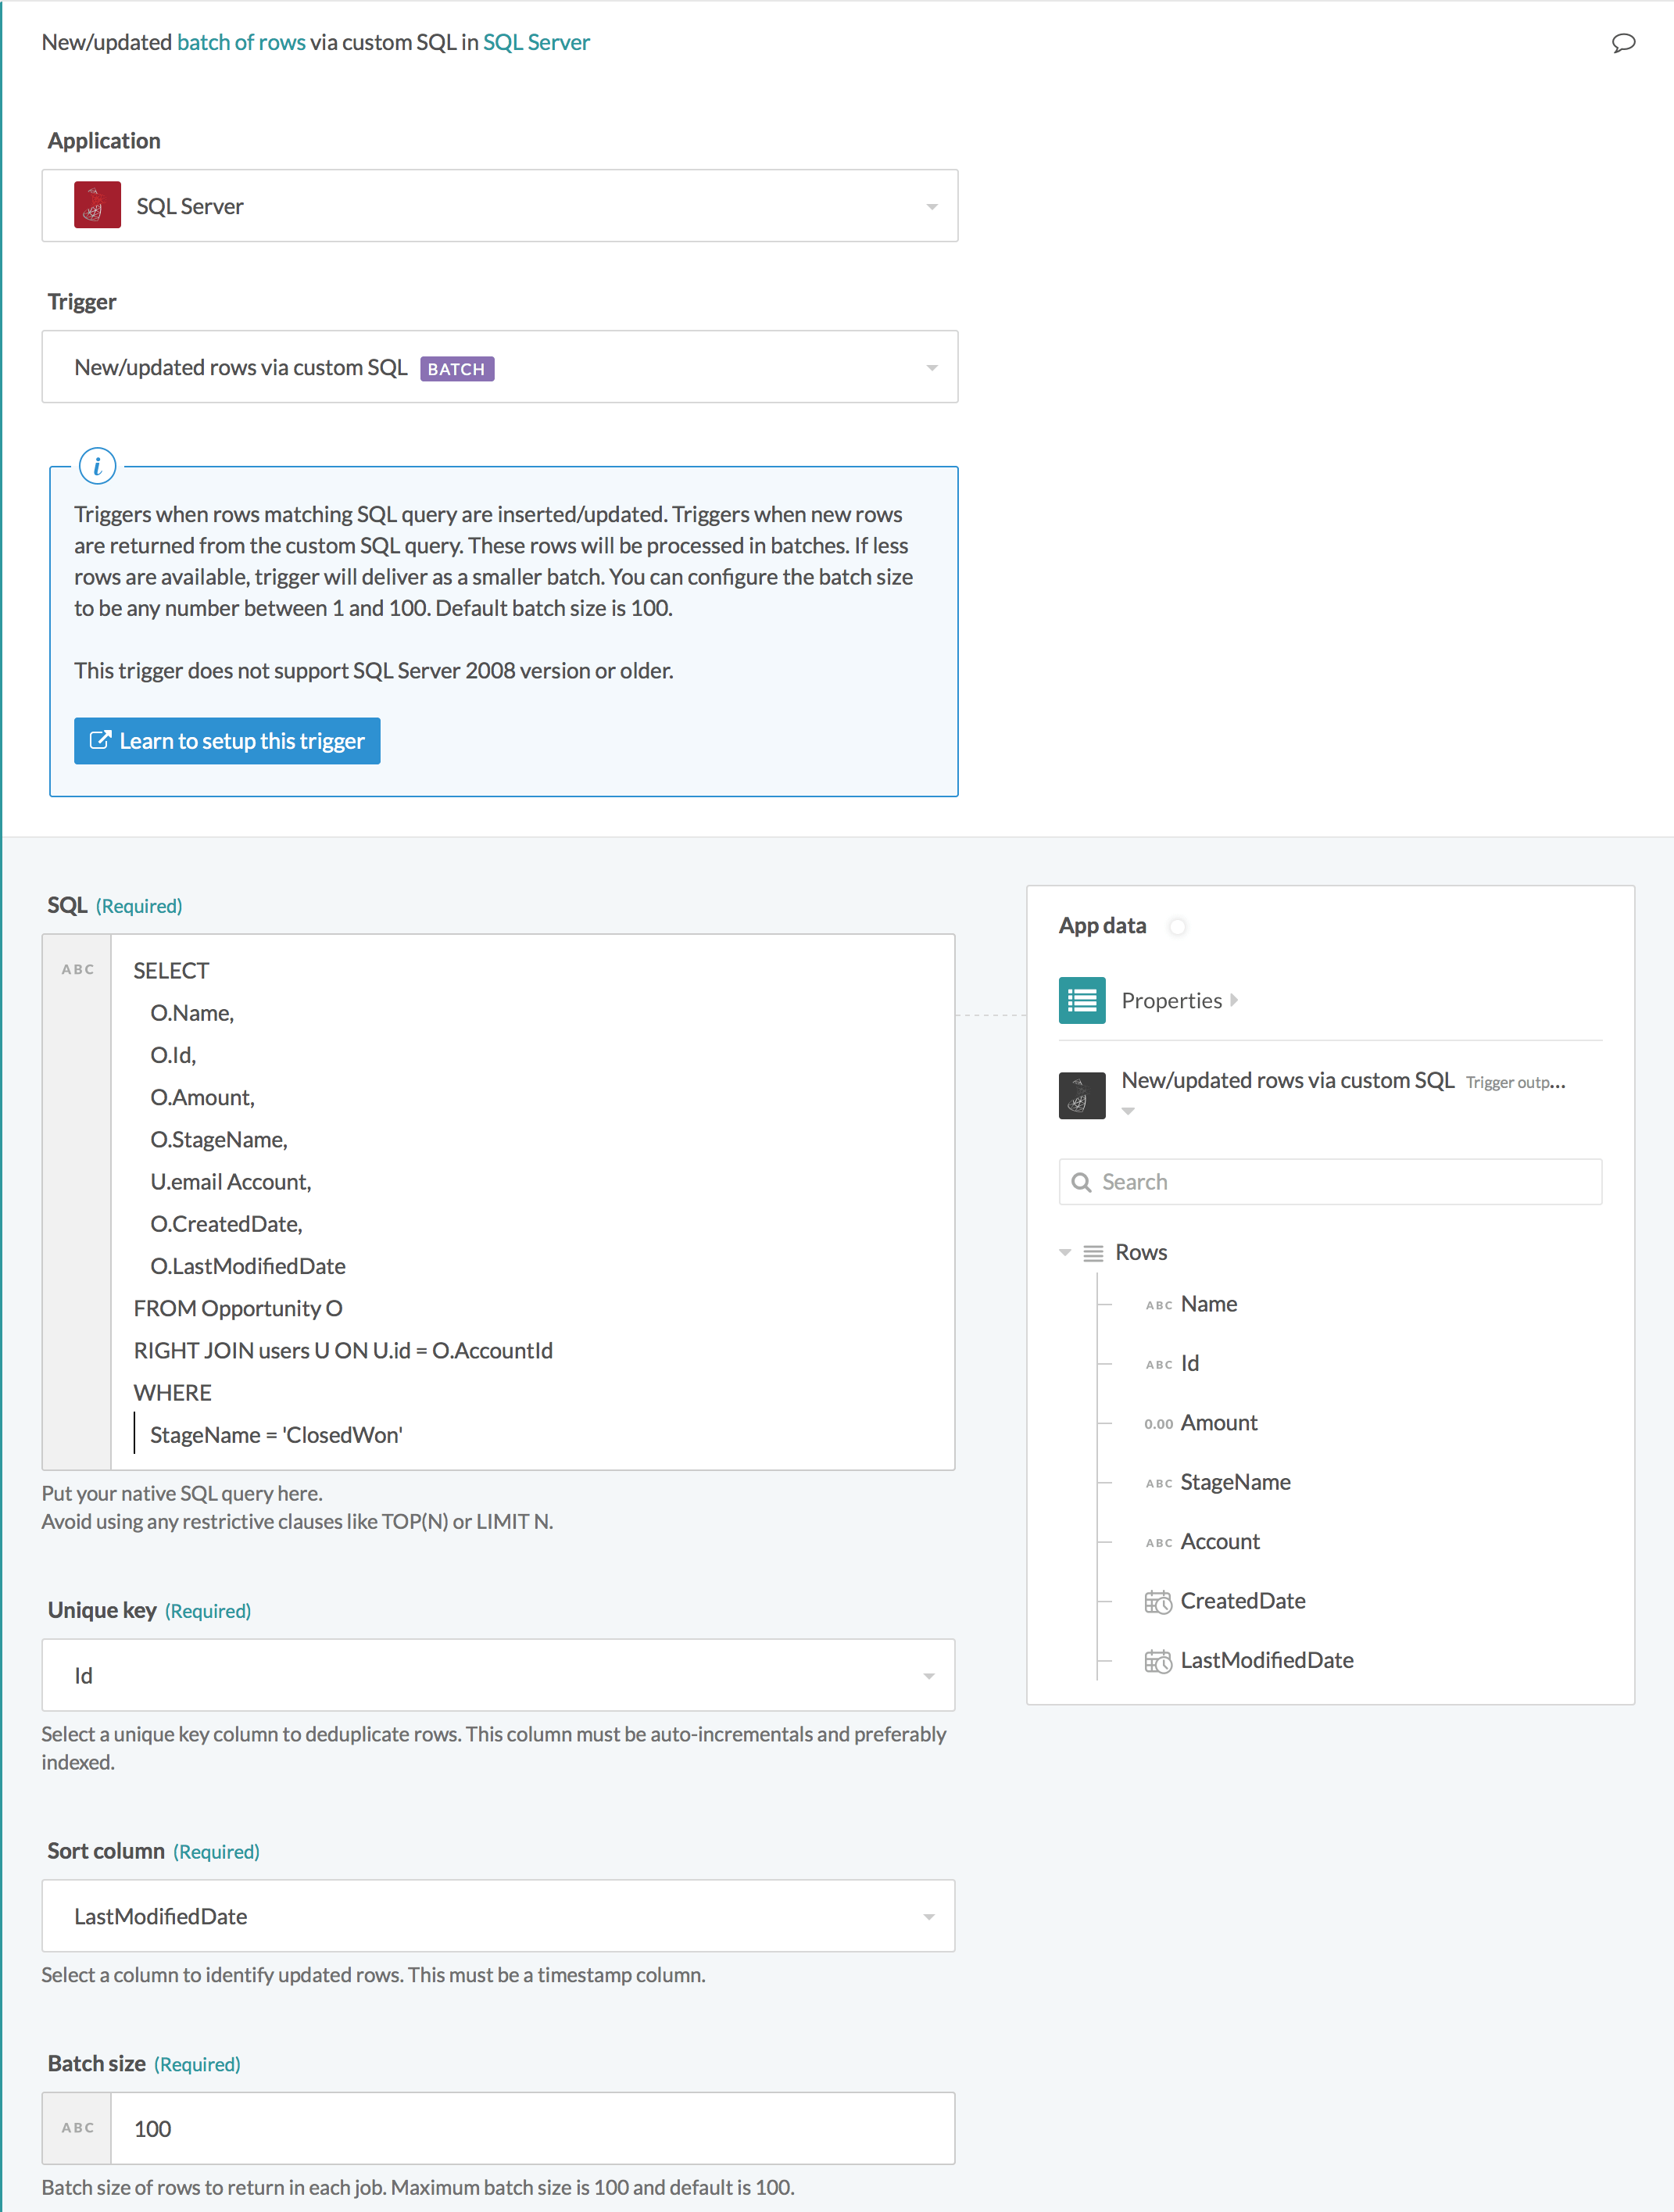 New/updated batch of rows via custom SQL in SQL Server
Application
SQL Server
Trigger
New/updated rows via custom SQL BATCH
i
Triggers when rows matching SQL query are inserted/updated. Triggers when new rows
are returned from the custom SQL query. These rows will be processed in batches. If less
rows are available, trigger will deliver as a smaller batch. You can configure the batch size
to be any number between 1 and 100. Default batch size is 100.
This trigger does not support SQL Server 2008 version or older.
Learn to setup this trigger
SQL (Required)
ABC
SELECT
O.Name,
O.Id,
O.Amount,
O.StageName,
U.email Account,
O.CreatedDate,
O.LastModifiedDate
FROM Opportunity O
RIGHT JOIN users U ON U.id = O.AccountId
WHERE
StageName = 'ClosedWon'
Put your native SQL query here.
Avoid using any restrictive clauses like TOP(N) or LIMIT N.
Unique key (Required)
Id
Select a unique key column to deduplicate rows. This column must be auto-incrementals and preferably
indexed.
Sort column (Required)
LastModifiedDate
Select a column to identify updated rows. This must be a timestamp column.
Batch size (Required)
ABC 100
Batch size of rows to return in each job. Maximum batch size is 100 and default is 100.
App data
Properties
New/updated rows via custom SQL Trigger outp...
Search
Rows
ABC Name
ABC Id
0.00 Amount
ABC StageName
ABC Account
CreatedDate
LastModifiedDate